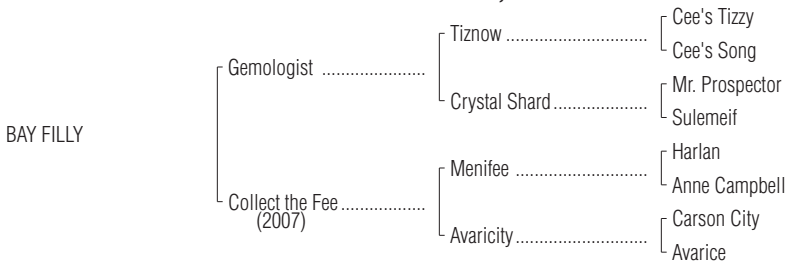 Cee's Tizzy
Tiznow ..............................
Cee's Song
Gemologist ......................
Mr. Prospector
Crystal Shard....................
Sulemeif
BAY FILLY
Harlan
Menifee ............................
Anne Campbell
Collect the Fee..................
(2007)
Carson City
Avaricity............................
Avarice